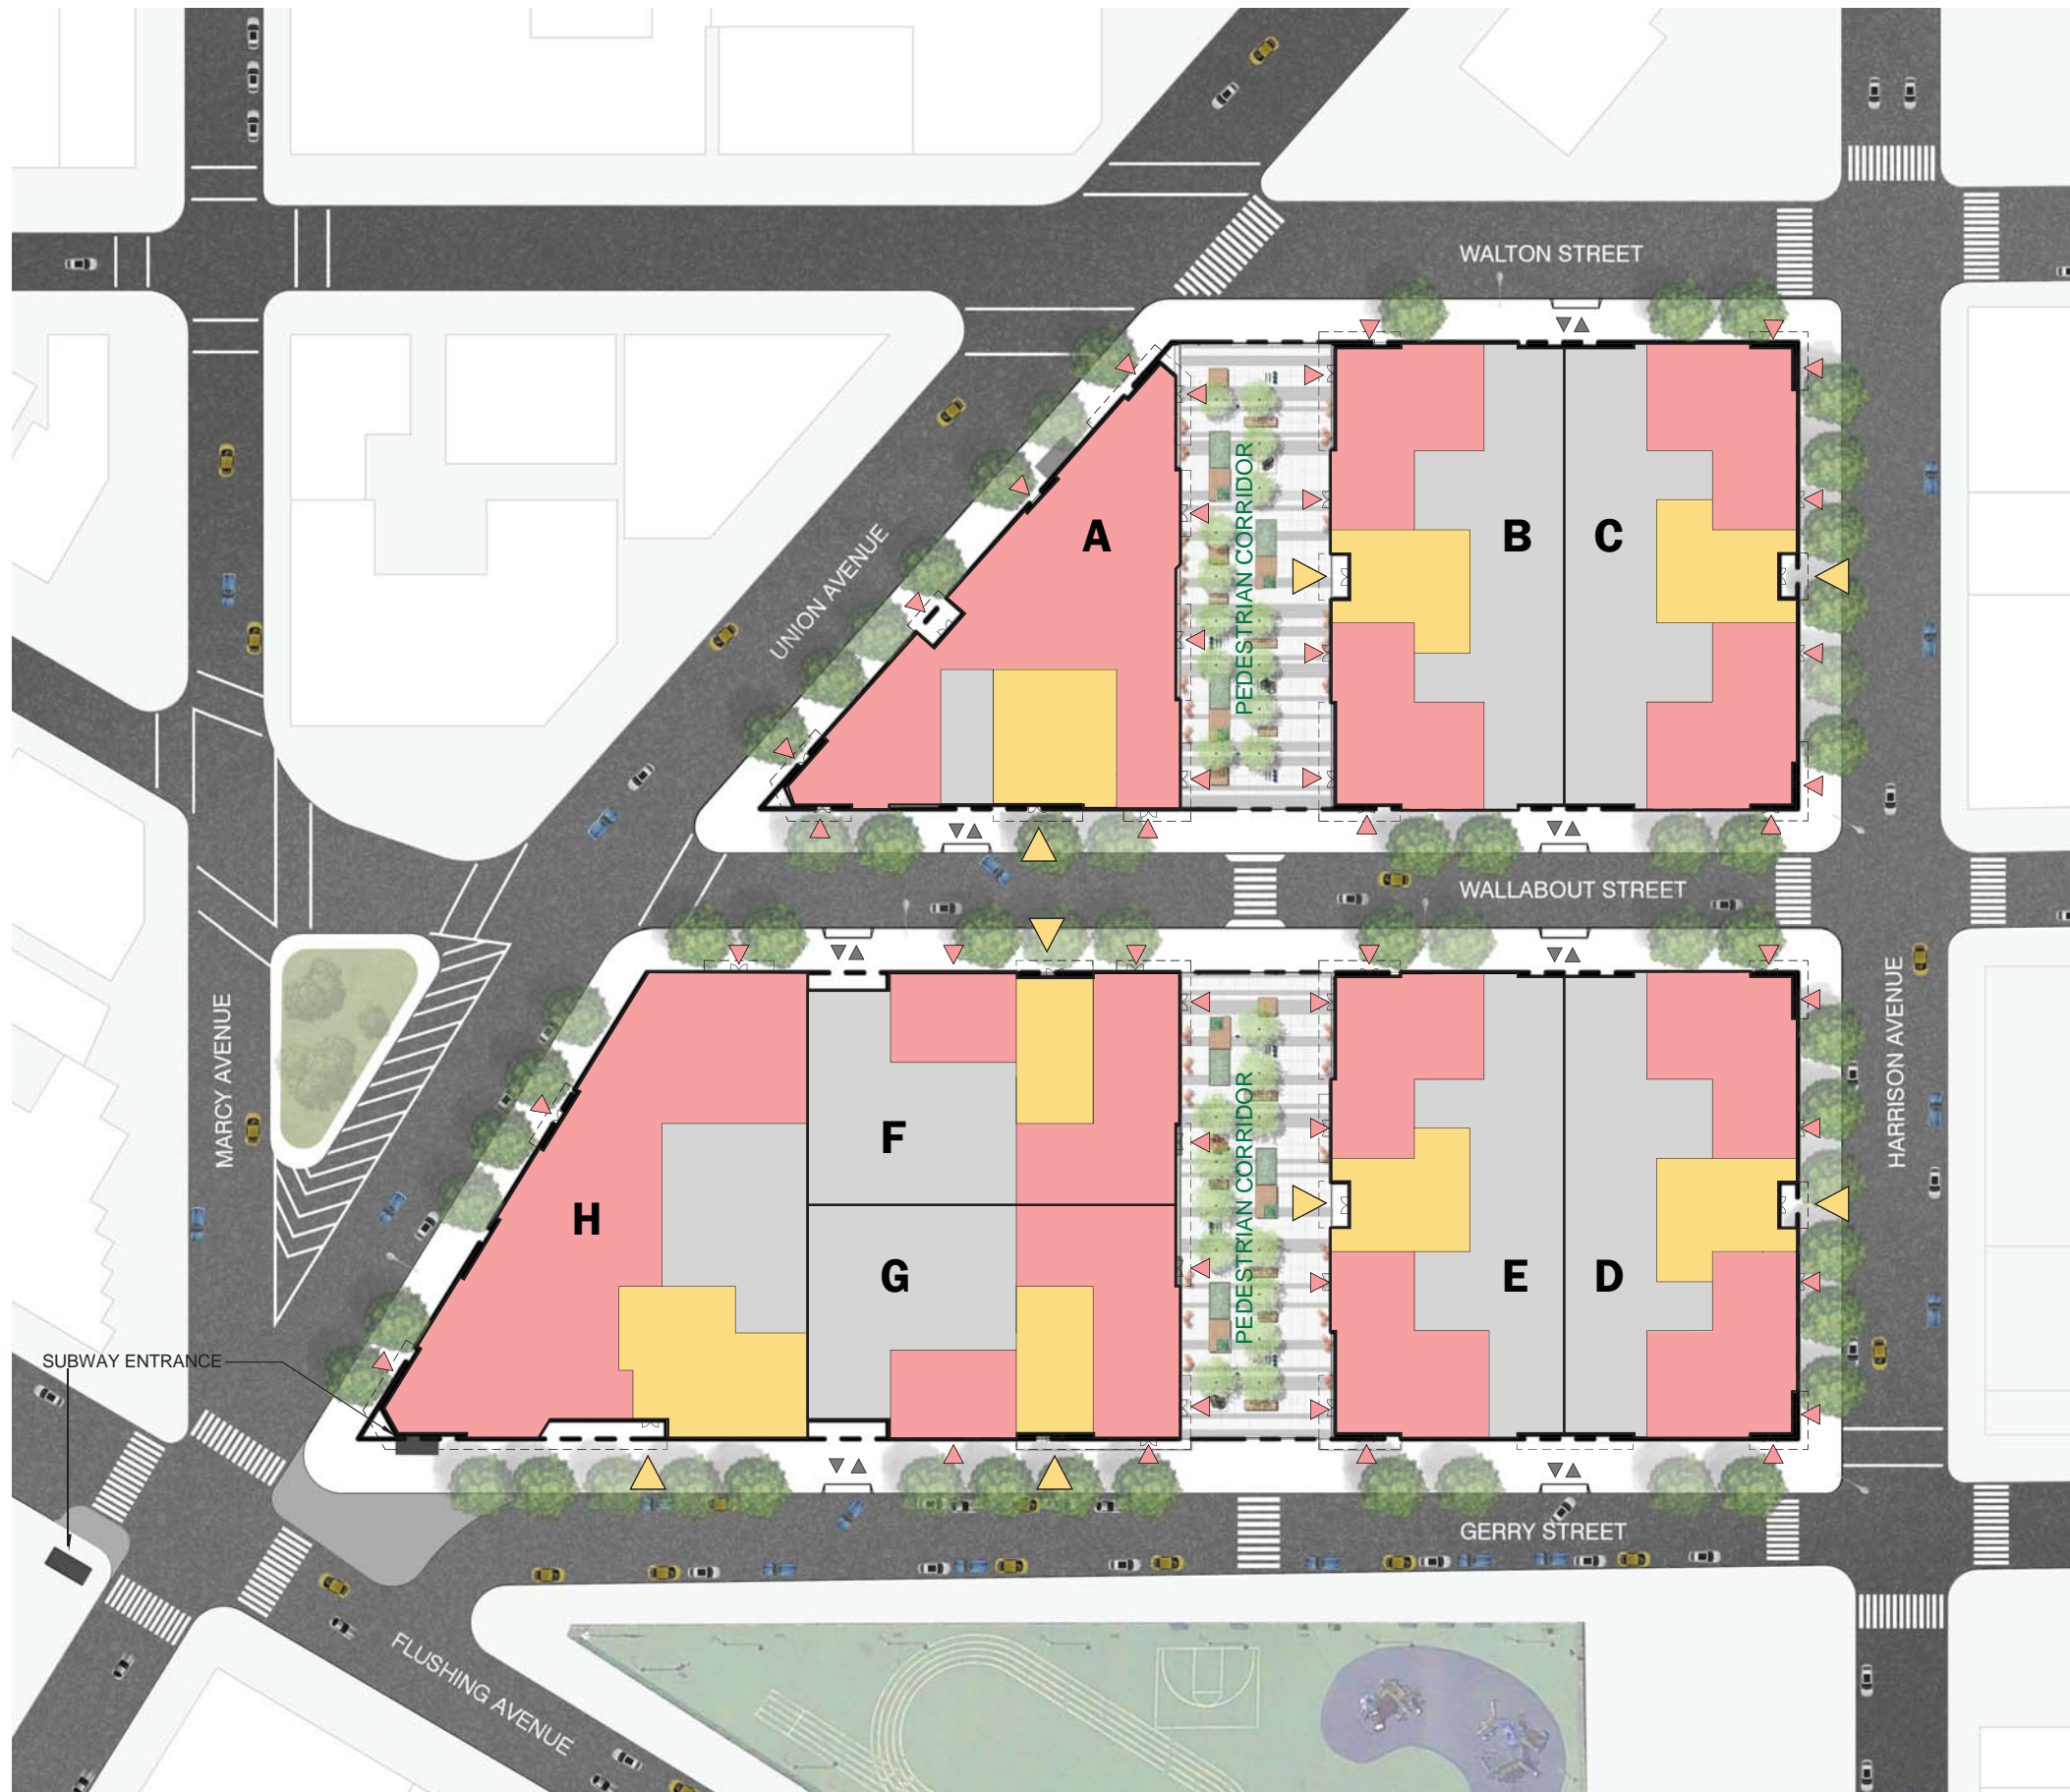 WALTON STREET
UNION AVENUE
A
PEDESTRIAN CORRIDOR
B
C
WALLABOUT STREET
MARCY AVENUE
HARRISON AVENUE
F
PEDESTRIAN CORRIDOR
H
G
E
D
SUBWAY ENTRANCE
GERRY STREET
FLUSHING AVENUE